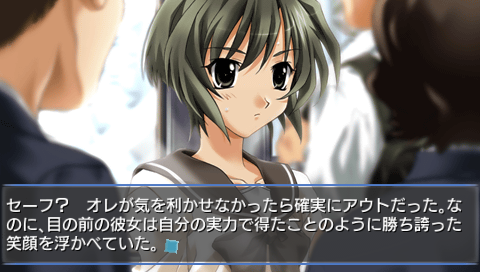 セーフ？　オレが気を利かせなかったら確実にアウトだった。な
のに、目の前の彼女は自分の実力で得たことのように勝ち誇った
笑顔を浮かべていた。